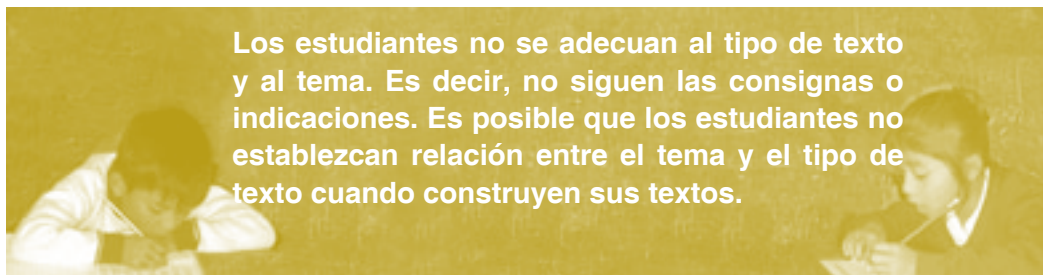 Los estudiantes no se adecuan al tipo de texto
y al tema. Es decir, no siguen las consignas o
indicaciones. Es posible que los estudiantes no
establezcan relación entre el tema y el tipo de
texto cuando construyen sus textos.